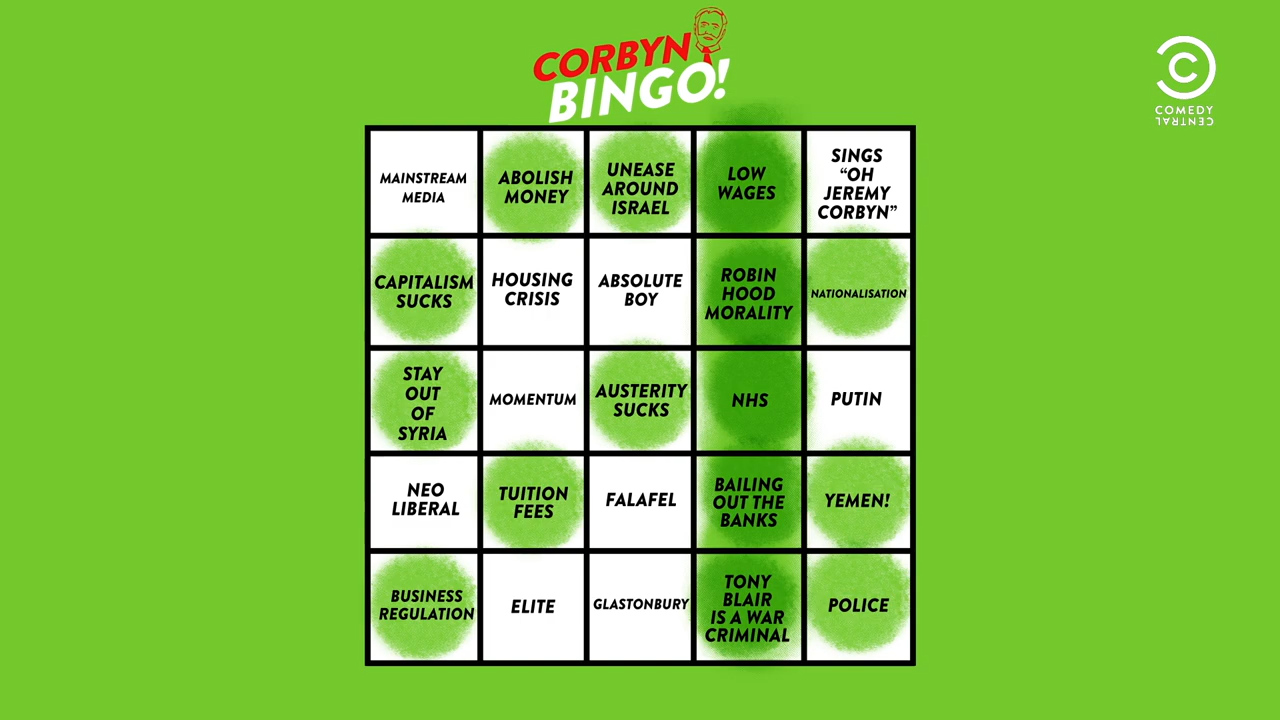 CORBYN
BINGO!
COMEDY
CENTRAL
MAINSTREAM
MEDIA
ABOLISH
MONEY
UNEASE
AROUND
ISRAEL
LOW
WAGES
SINGS
“OH
JEREMY
CORBYN”
CAPITALISM
SUCKS
HOUSING
CRISIS
ABSOLUTE
BOY
ROBIN
HOOD
MORALITY
NATIONALISATION
STAY
OUT
OF
SYRIA
MOMENTUM
AUSTERITY
SUCKS
NHS
PUTIN
NEO
LIBERAL
TUITION
FEES
FALAFEL
BAILING
OUT THE
BANKS
YEMEN!
BUSINESS
REGULATION
ELITE
GLASTONBURY
TONY
BLAIR
IS A WAR
CRIMINAL
POLICE